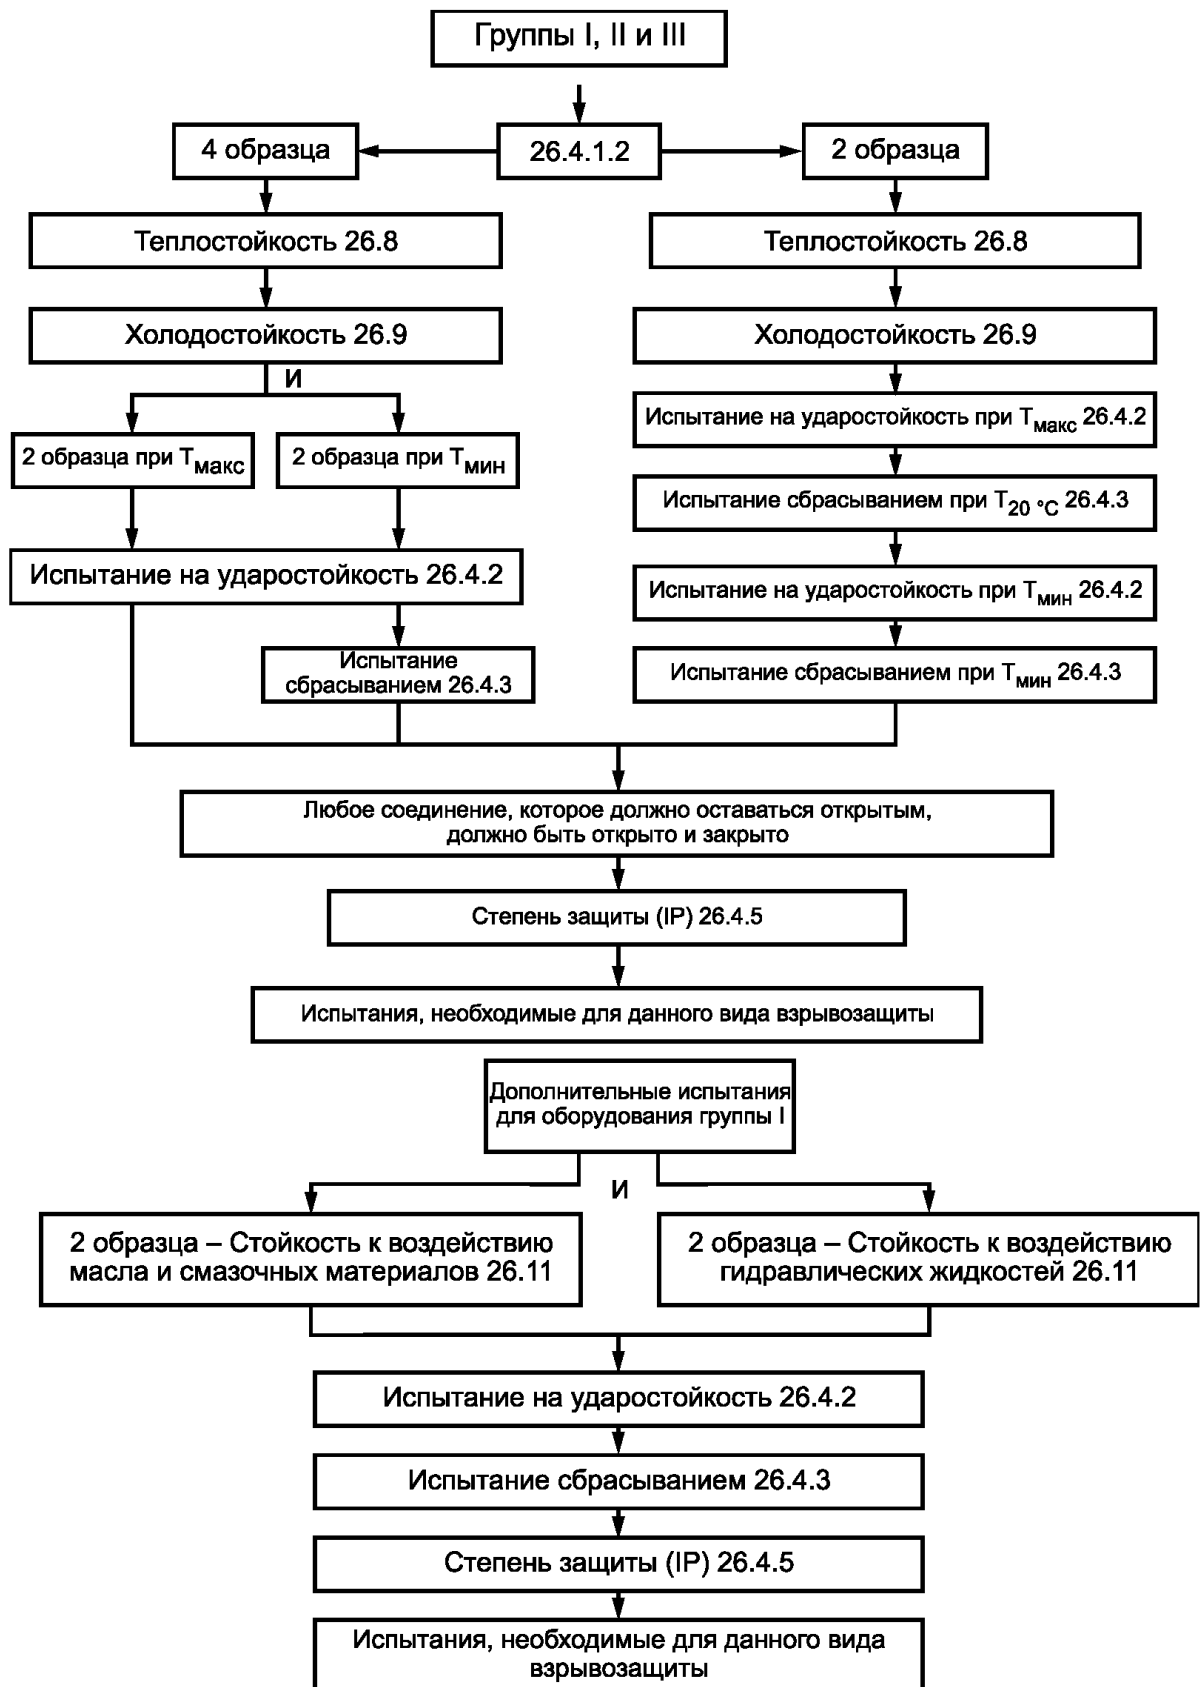 Группы I, II и III
4 образца
26.4.1.2
2 образца
Теплостойкость 26.8
Теплостойкость 26.8
Холодостойкость 26.9
Холодостойкость 26.9
И
Испытание на ударостойкость при Tмакс 26.4.2
2 образца при Tмакс
2 образца при Tмин
Испытание сбрасыванием при T20 °C 26.4.3
Испытание на ударостойкость 26.4.2
Испытание на ударостойкость при Tмин 26.4.2
Испытание
сбрасыванием 26.4.3
Испытание сбрасыванием при Tмин 26.4.3
Любое соединение, которое должно оставаться открытым,
должно быть открыто и закрыто
Степень защиты (IP) 26.4.5
Испытания, необходимые для данного вида взрывозащиты
Дополнительные испытания
для оборудования группы I
И
2 образца – Стойкость к воздействию
масла и смазочных материалов 26.11
2 образца – Стойкость к воздействию
гидравлических жидкостей 26.11
Испытание на ударостойкость 26.4.2
Испытание сбрасыванием 26.4.3
Степень защиты (IP) 26.4.5
Испытания, необходимые для данного вида
взрывозащиты